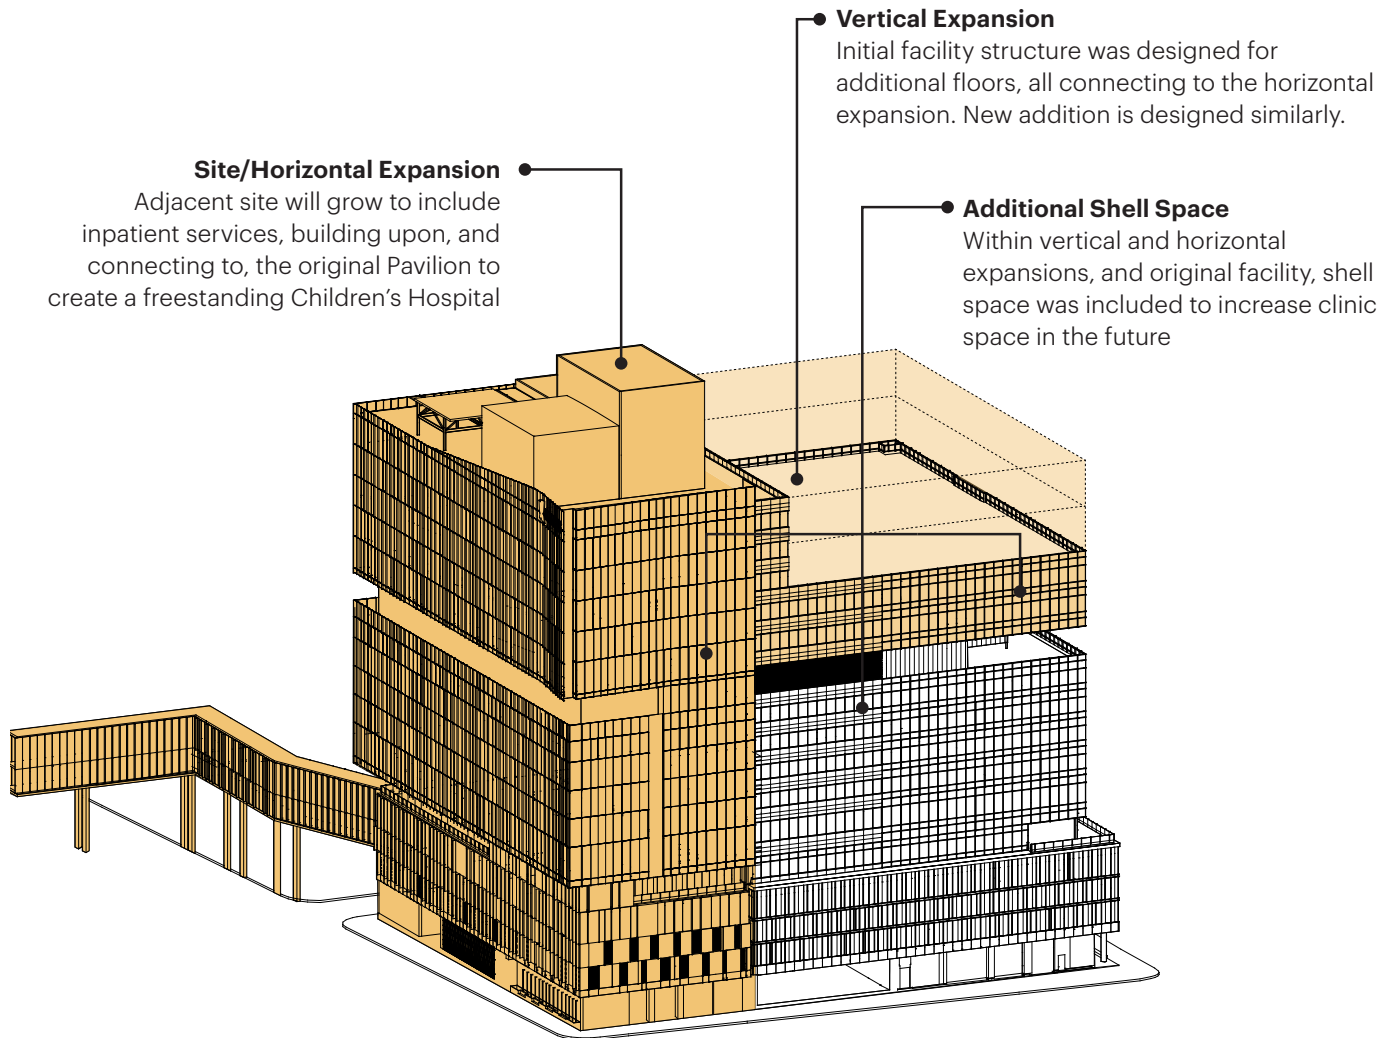 Vertical Expansion
Initial facility structure was designed for
additional floors, all connecting to the horizontal
expansion. New addition is designed similarly.
Site/Horizontal Expansion
Adjacent site will grow to include
inpatient services, building upon, and
connecting to, the original Pavilion to
create a freestanding Children’s Hospital
Additional Shell Space
Within vertical and horizontal
expansions, and original facility, shell
space was included to increase clinic
space in the future